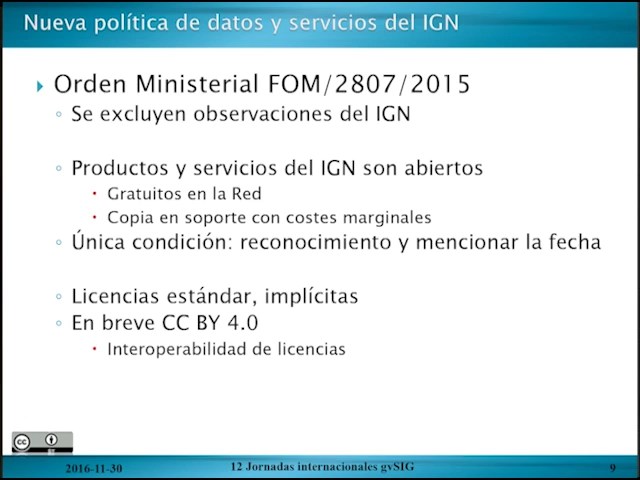 Nueva política de datos y servicios del IGN
Orden Ministerial FOM/2807/2015
Se excluyen observaciones del IGN
Productos y servicios del IGN son abiertos
Gratuitos en la Red
Copia en soporte con costes marginales
Única condición: reconocimiento y mencionar la fecha
Licencias estándar, implícitas
En breve CC BY 4.0
Interoperabilidad de licencias
cc
BY
2016-11-30
12 Jornadas internacionales gvSIG
9